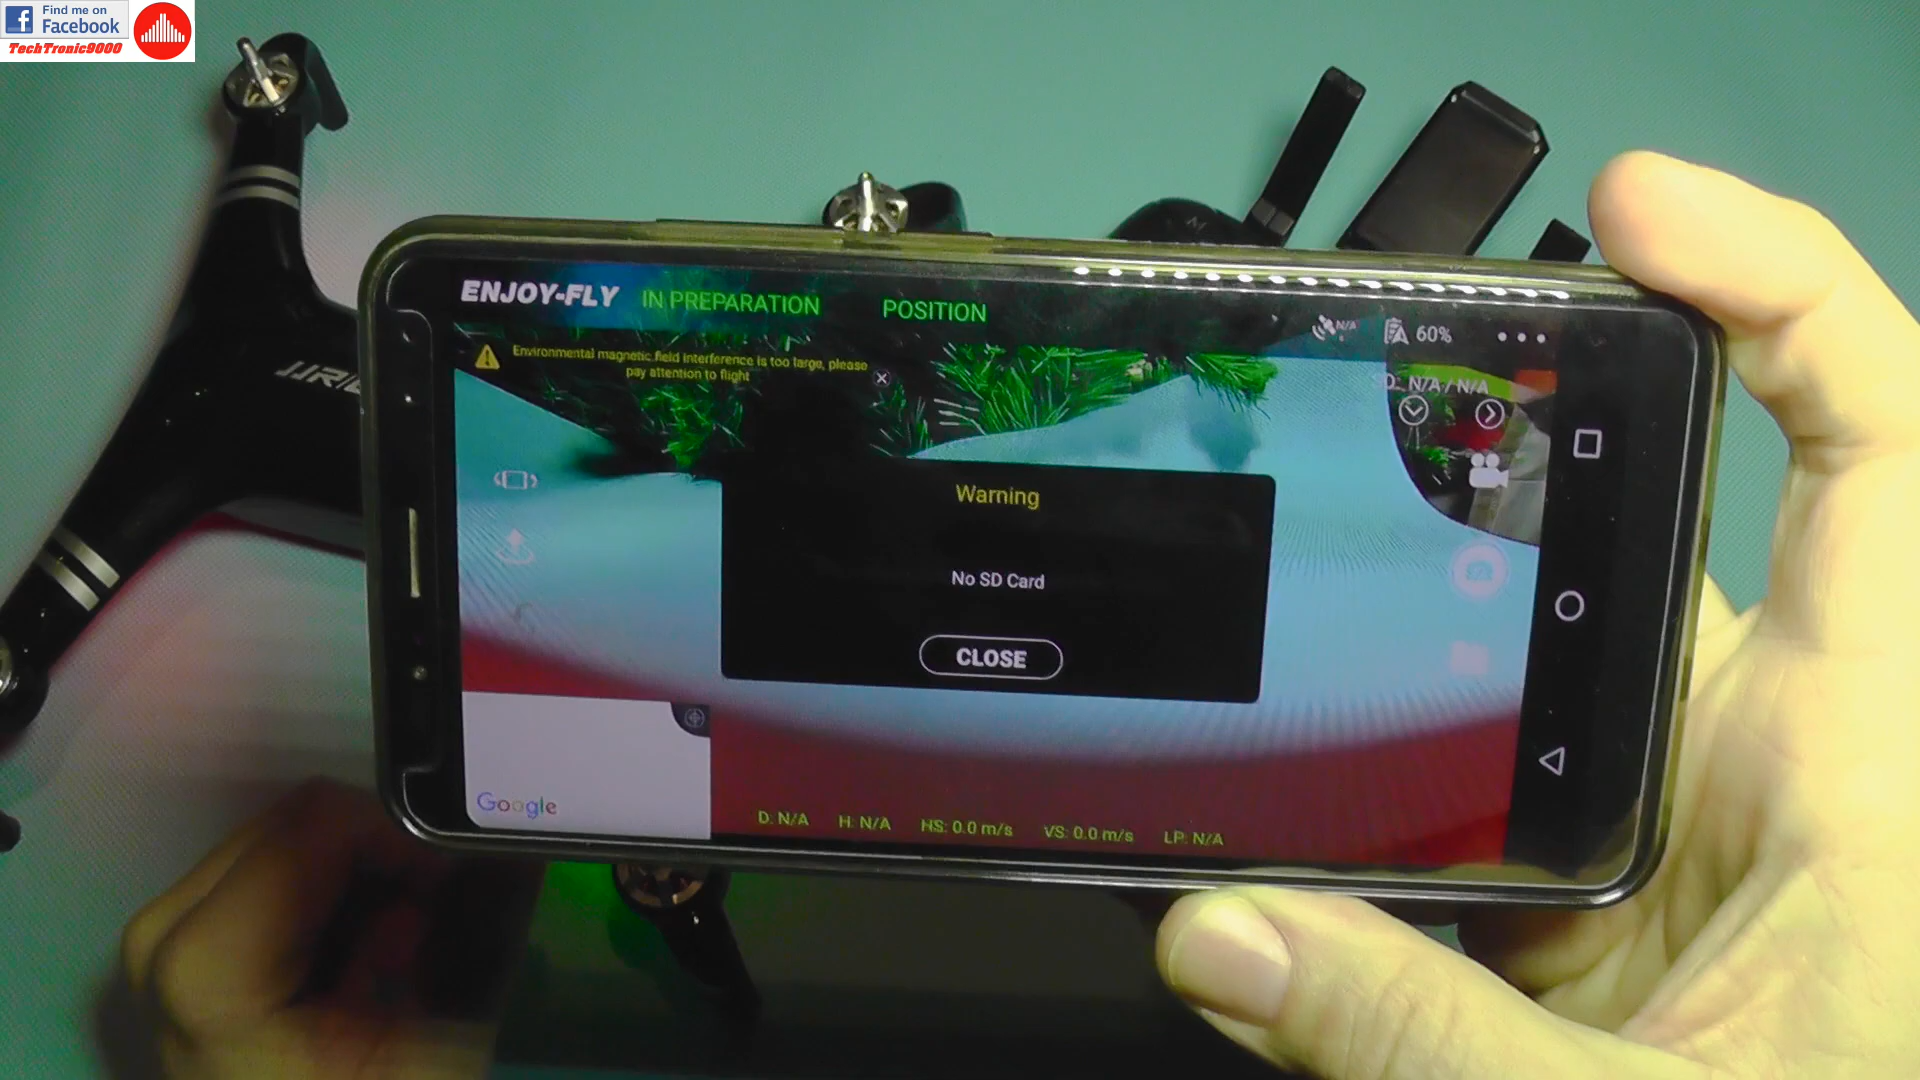 Find me on
Facebook
TechTronic9000
ENJOY-FLY IN PREPARATION POSITION
N/A 60%
Environmental magnetic field interference is too large, please
pay attention to flight
D: N/A / N/A
JJR/C
Warning
No SD Card
CLOSE
Google
D: N/A H: N/A HS: 0.0 m/s VS: 0.0 m/s LP: N/A